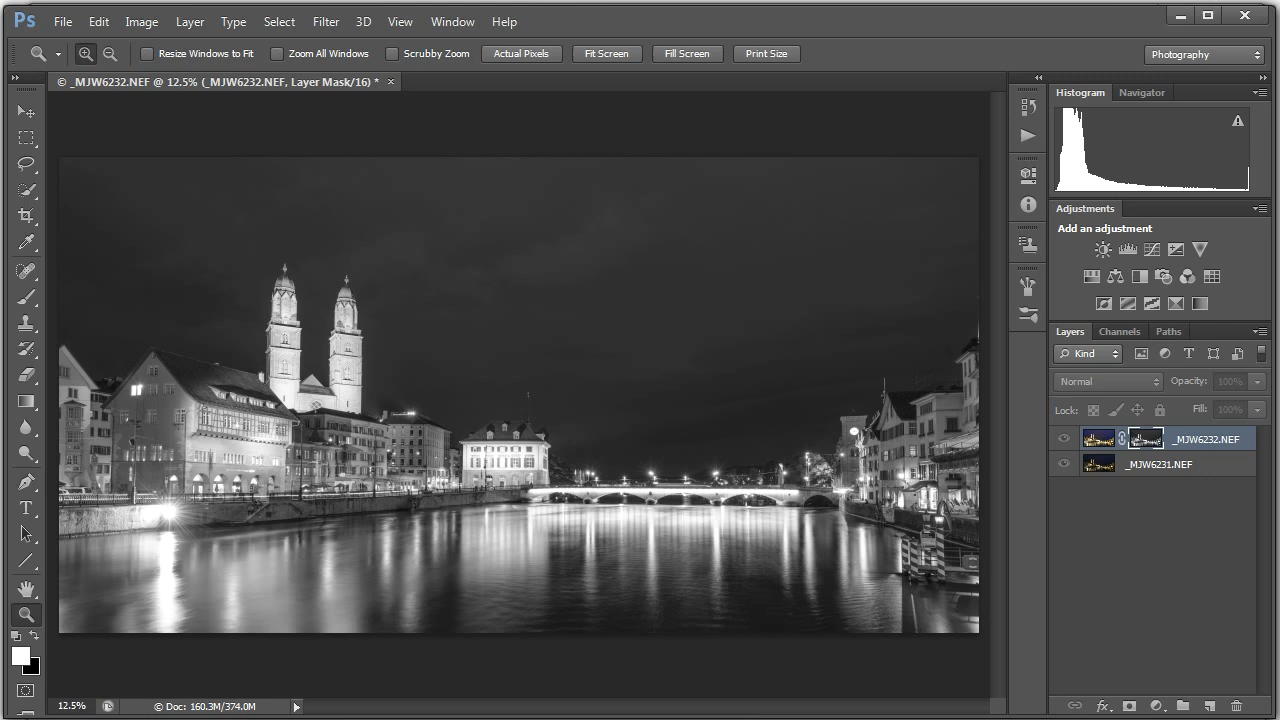 Ps File Edit Image Layer Type Select Filter 3D View Window Help
Resize Windows to Fit Zoom All Windows Scrubby Zoom Actual Pixels Fit Screen Fill Screen Print Size Photography
© _MJW6232.NEF @ 12.5% (_MJW6232.NEF, Layer Mask/16) *
Histogram Navigator
Adjustments
Add an adjustment
Layers Channels Paths
Kind
Normal Opacity: 100%
Lock: Fill: 100%
_MJW6232.NEF
_MJW6231.NEF
T
12.5% © Doc: 160.3M/374.0M
fx